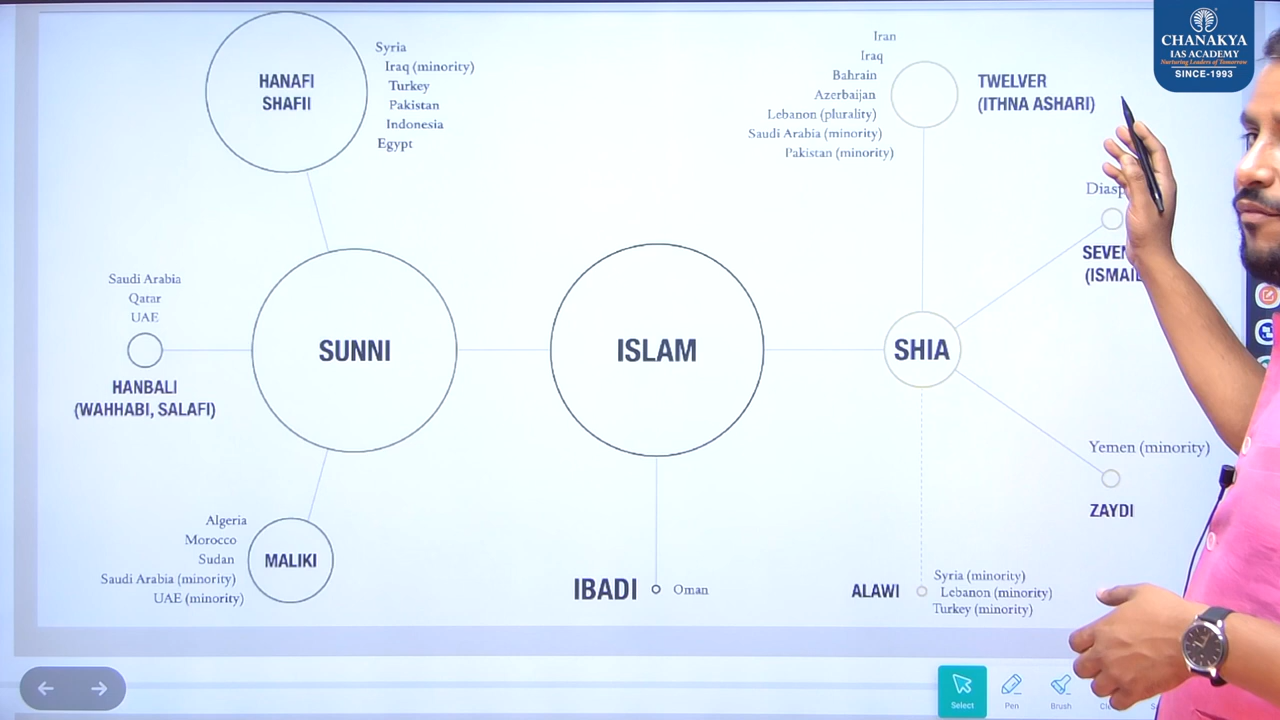 HANAFI
SHAFII
Syria
Iraq (minority)
Turkey
Pakistan
Indonesia
Egypt
Iran
Iraq
Bahrain
Azerbaijan
Lebanon (plurality)
Saudi Arabia (minority)
Pakistan (minority)
TWELVER
(ITHNA ASHARI)
CHANAKYA
IAS ACADEMY
Nurturing Leaders of Tomorrow
SINCE-1993
Saudi Arabia
Qatar
UAE
HANBALI
(WAHHABI, SALAFI)
SUNNI
ISLAM
SHIA
Yemen (minority)
ZAYDI
Algeria
Morocco
Sudan
Saudi Arabia (minority)
UAE (minority)
MALIKI
IBADI
Oman
ALAWI
Syria (minority)
Lebanon (minority)
Turkey (minority)
Select
Pen
Brush